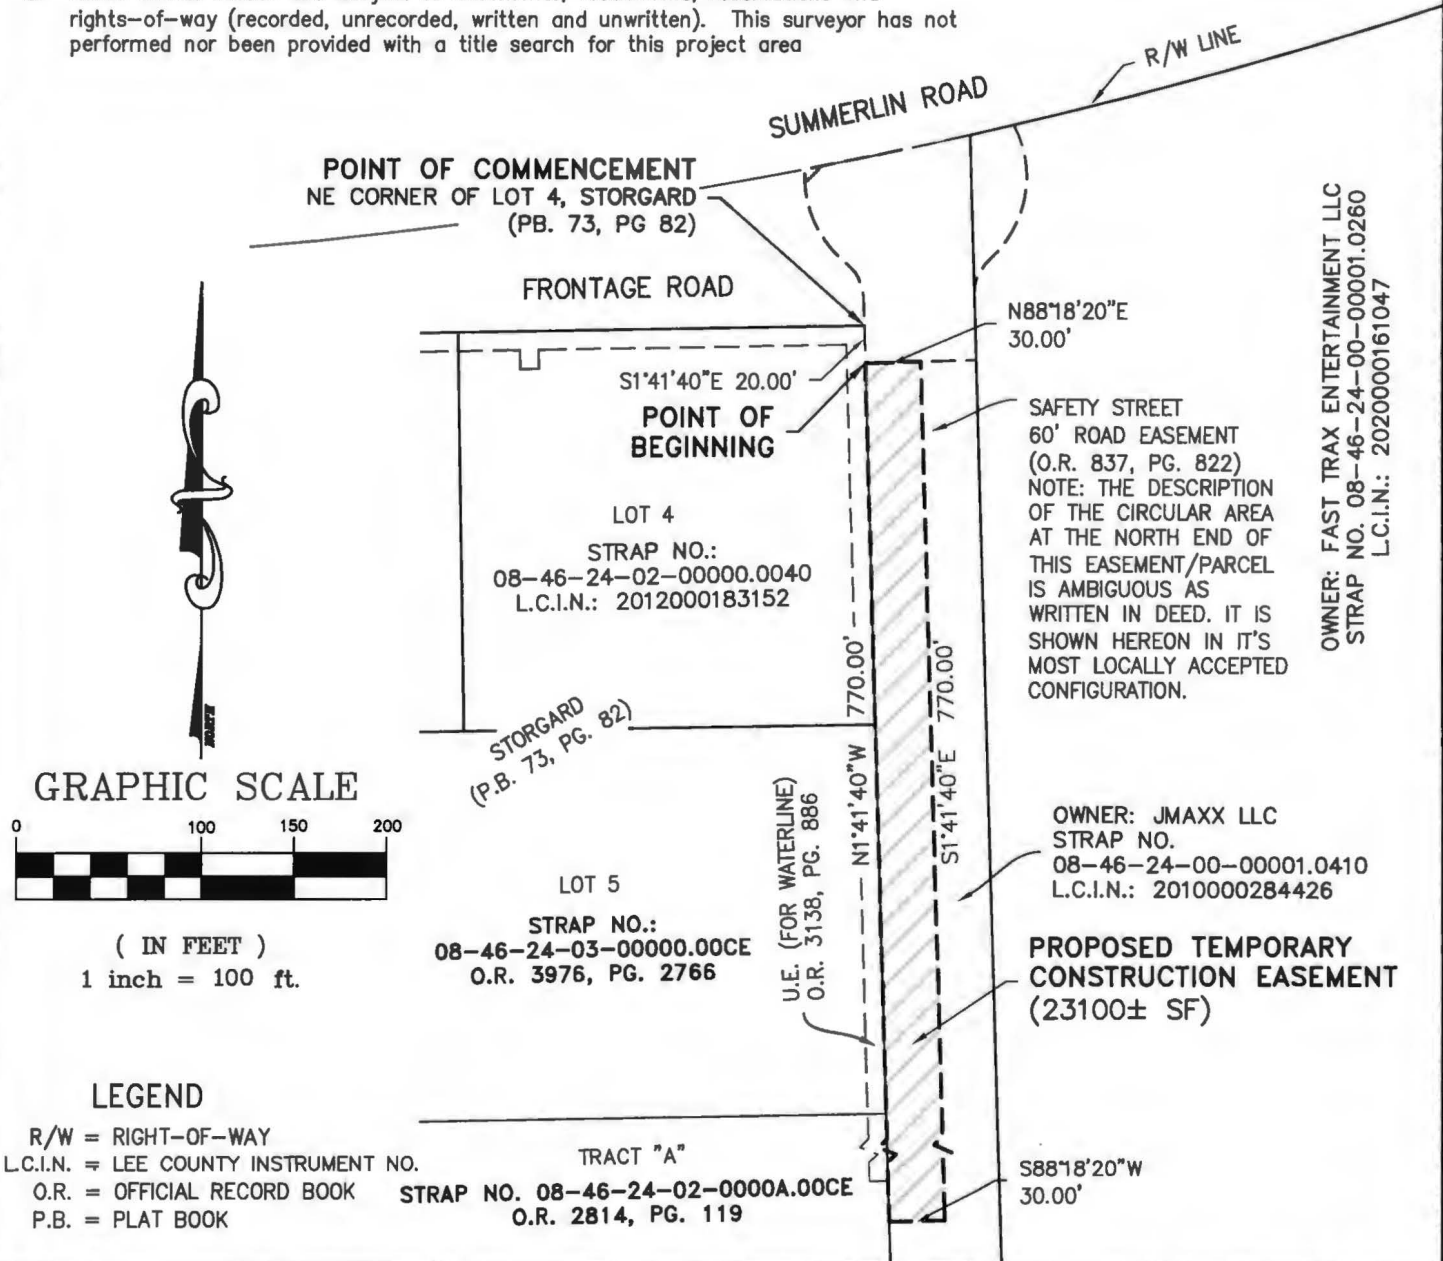 rights-of-way (recorded, unrecorded, written and unwritten). This surveyor has not
performed nor been provided with a title search for this project area
R/W LINE
SUMMERLIN ROAD
POINT OF COMMENCEMENT
NE CORNER OF LOT 4, STORGARD
(PB. 73, PG 82)
FRONTAGE ROAD
N88°18'20"E
30.00'
S1°41'40"E 20.00'
POINT OF
BEGINNING
SAFETY STREET
60' ROAD EASEMENT
(O.R. 837, PG. 822)
NOTE: THE DESCRIPTION
OF THE CIRCULAR AREA
AT THE NORTH END OF
THIS EASEMENT/PARCEL
IS AMBIGUOUS AS
WRITTEN IN DEED. IT IS
SHOWN HEREON IN IT'S
MOST LOCALLY ACCEPTED
CONFIGURATION.
OWNER: FAST TRAX ENTERTAINMENT LLC
STRAP NO. 08-46-24-00-00001.0260
L.C.I.N.: 2020000161047
LOT 4
STRAP NO.:
08-46-24-02-00000.0040
L.C.I.N.: 2012000183152
NORTH
STORGARD
(P.B. 73, PG. 82)
N1°41'40"W 770.00'
S1°41'40"E 770.00'
GRAPHIC SCALE
0 100 150 200
( IN FEET )
1 inch = 100 ft.
U.E. (FOR WATERLINE)
O.R. 3138, PG. 886
OWNER: JMAXX LLC
STRAP NO.
08-46-24-00-00001.0410
L.C.I.N.: 2010000284426
LOT 5
STRAP NO.:
08-46-24-03-00000.00CE
O.R. 3976, PG. 2766
PROPOSED TEMPORARY
CONSTRUCTION EASEMENT
(23100± SF)
LEGEND
R/W = RIGHT-OF-WAY
L.C.I.N. = LEE COUNTY INSTRUMENT NO.
O.R. = OFFICIAL RECORD BOOK
P.B. = PLAT BOOK
TRACT "A"
STRAP NO. 08-46-24-02-0000A.00CE
O.R. 2814, PG. 119
S88°18'20"W
30.00'